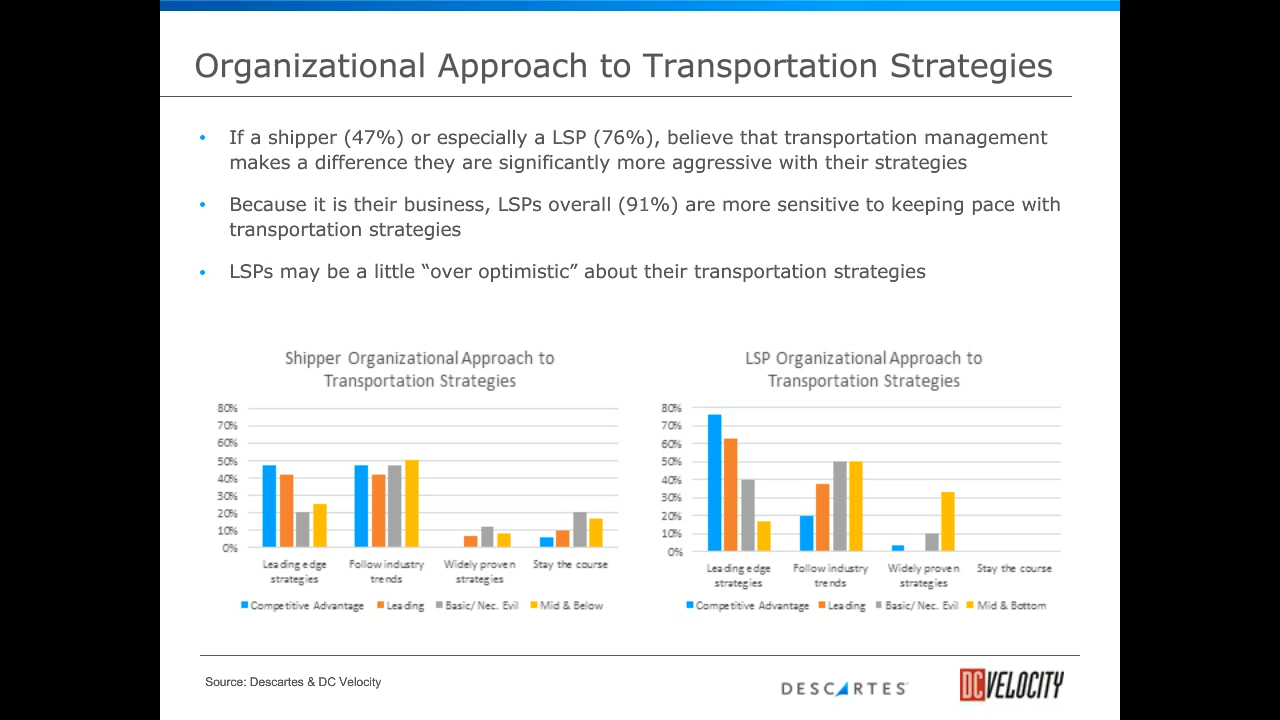 Organizational Approach to Transportation Strategies
• If a shipper (47%) or especially a LSP (76%), believe that transportation management
makes a difference they are significantly more aggressive with their strategies
• Because it is their business, LSPs overall (91%) are more sensitive to keeping pace with
transportation strategies
• LSPs may be a little “over optimistic” about their transportation strategies
Shipper Organizational Approach to
Transportation Strategies
80%
70%
60%
50%
40%
30%
20%
10%
0%
Leading edge
strategies
Follow industry
trends
Widely proven
strategies
Stay the course
Competitive Advantage
Leading
Basic/ Nec. Evil
Mid & Below
LSP Organizational Approach to
Transportation Strategies
80%
70%
60%
50%
40%
30%
20%
10%
0%
Leading edge
strategies
Follow industry
trends
Widely proven
strategies
Stay the course
Competitive Advantage
Leading
Basic/ Nec. Evil
Mid & Bottom
Source: Descartes & DC Velocity
DESCARTES
DC VELOCITY